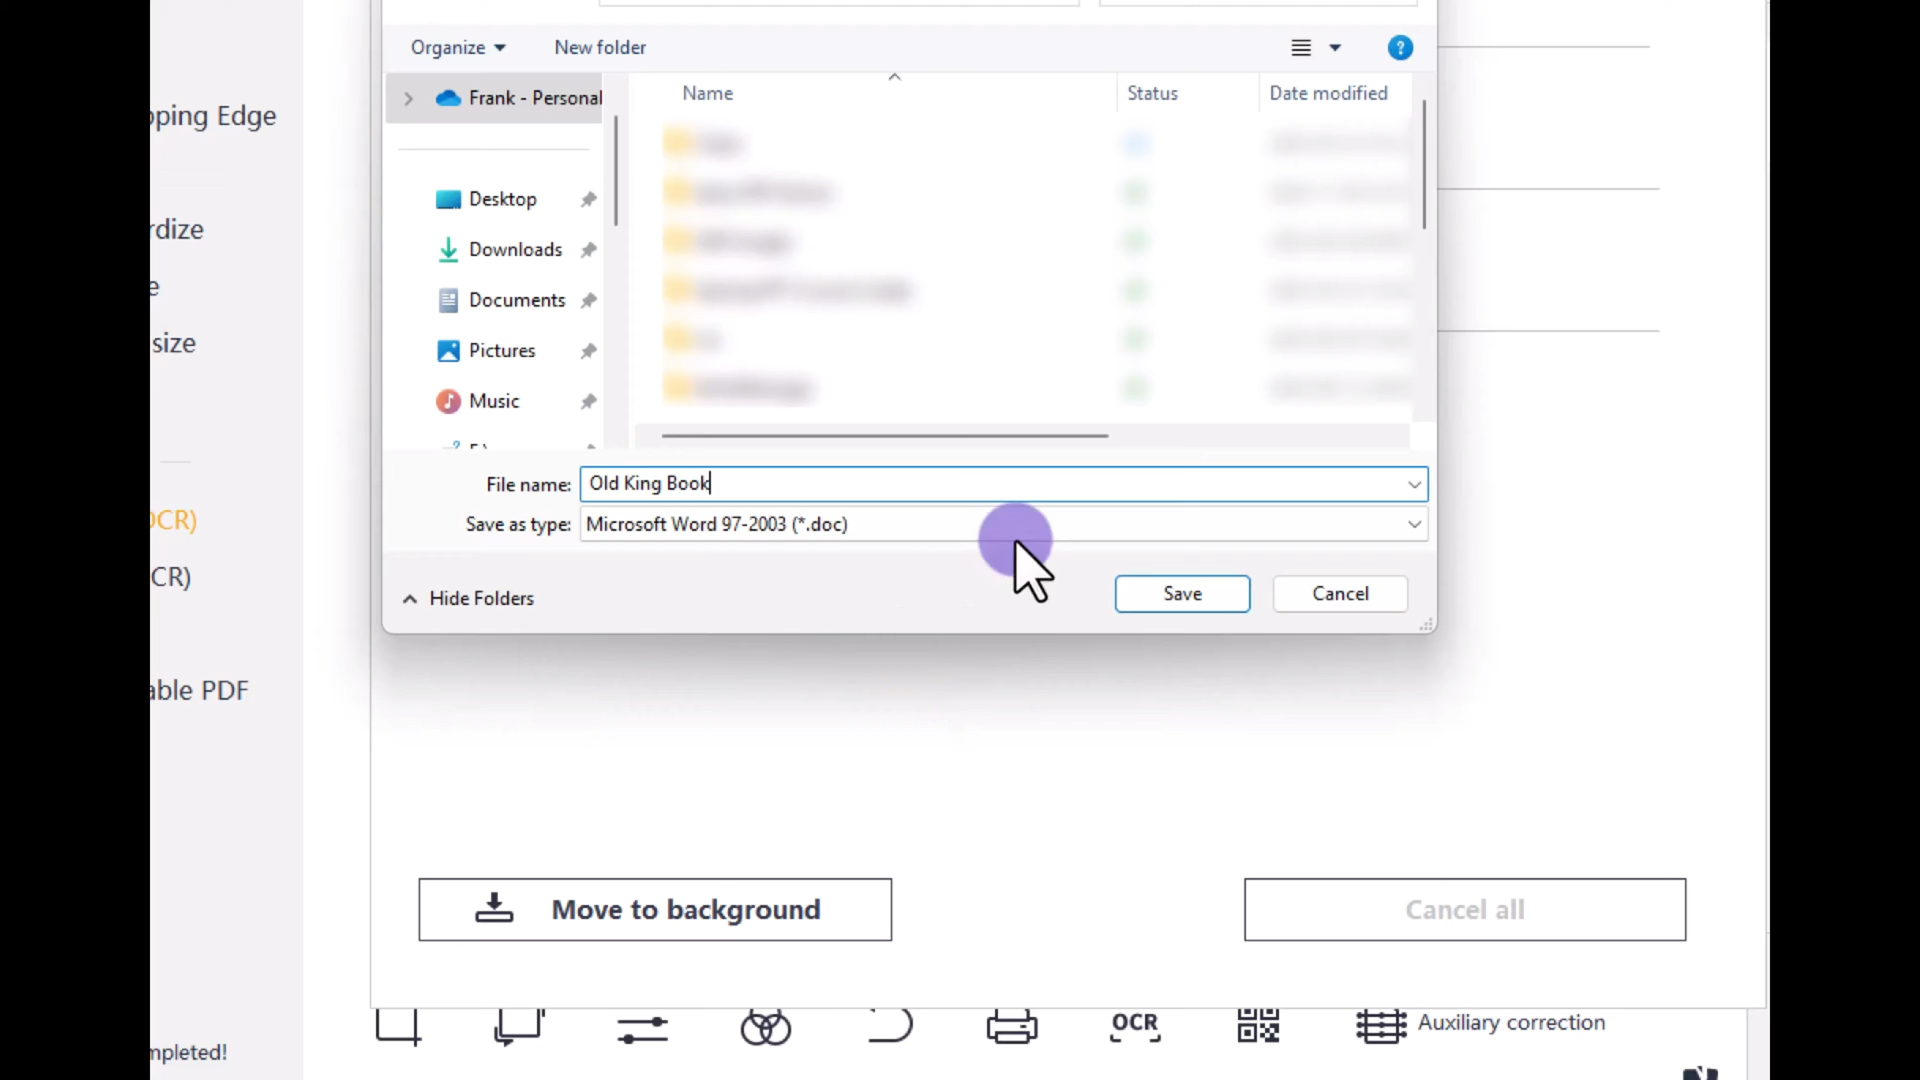 Organize
New folder
?
Frank - Personal
Name
Status
Date modified
Desktop
Downloads
Documents
Pictures
Music
File name:
Old King Book
Save as type:
Microsoft Word 97-2003 (*.doc)
Hide Folders
Save
Cancel
pping Edge
rdize
e
size
OCR)
CR)
able PDF
mpleted!
Move to background
Cancel all
OCR
Auxiliary correction